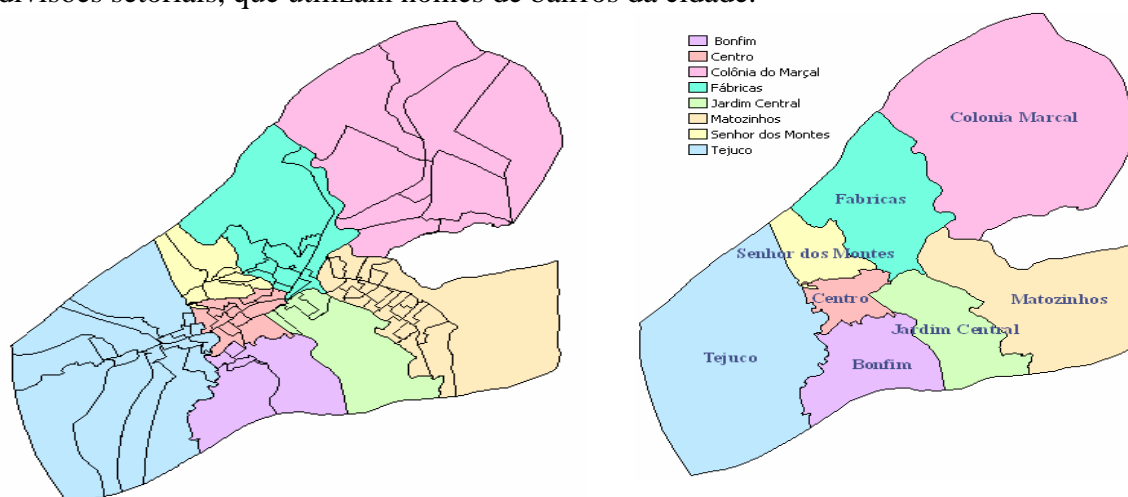 divisões setoriais, que utilizam nomes de bairros da cidade.
Bonfim
Centro
Colônia do Marçal
Fábricas
Jardim Central
Matozinhos
Senhor dos Montes
Tejuco
Colonia Marcal
Fabricas
Senhor dos Montes
Centro
Matozinhos
Jardim Central
Tejuco
Bonfim